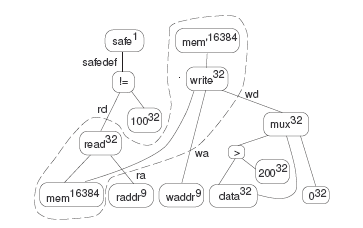 safe1
mem'16384
safedef
!=
write32
rd
wd
10032
mux32
read32
>
wa
20032
ra
mem16384
raddr9
waddr9
data32
032